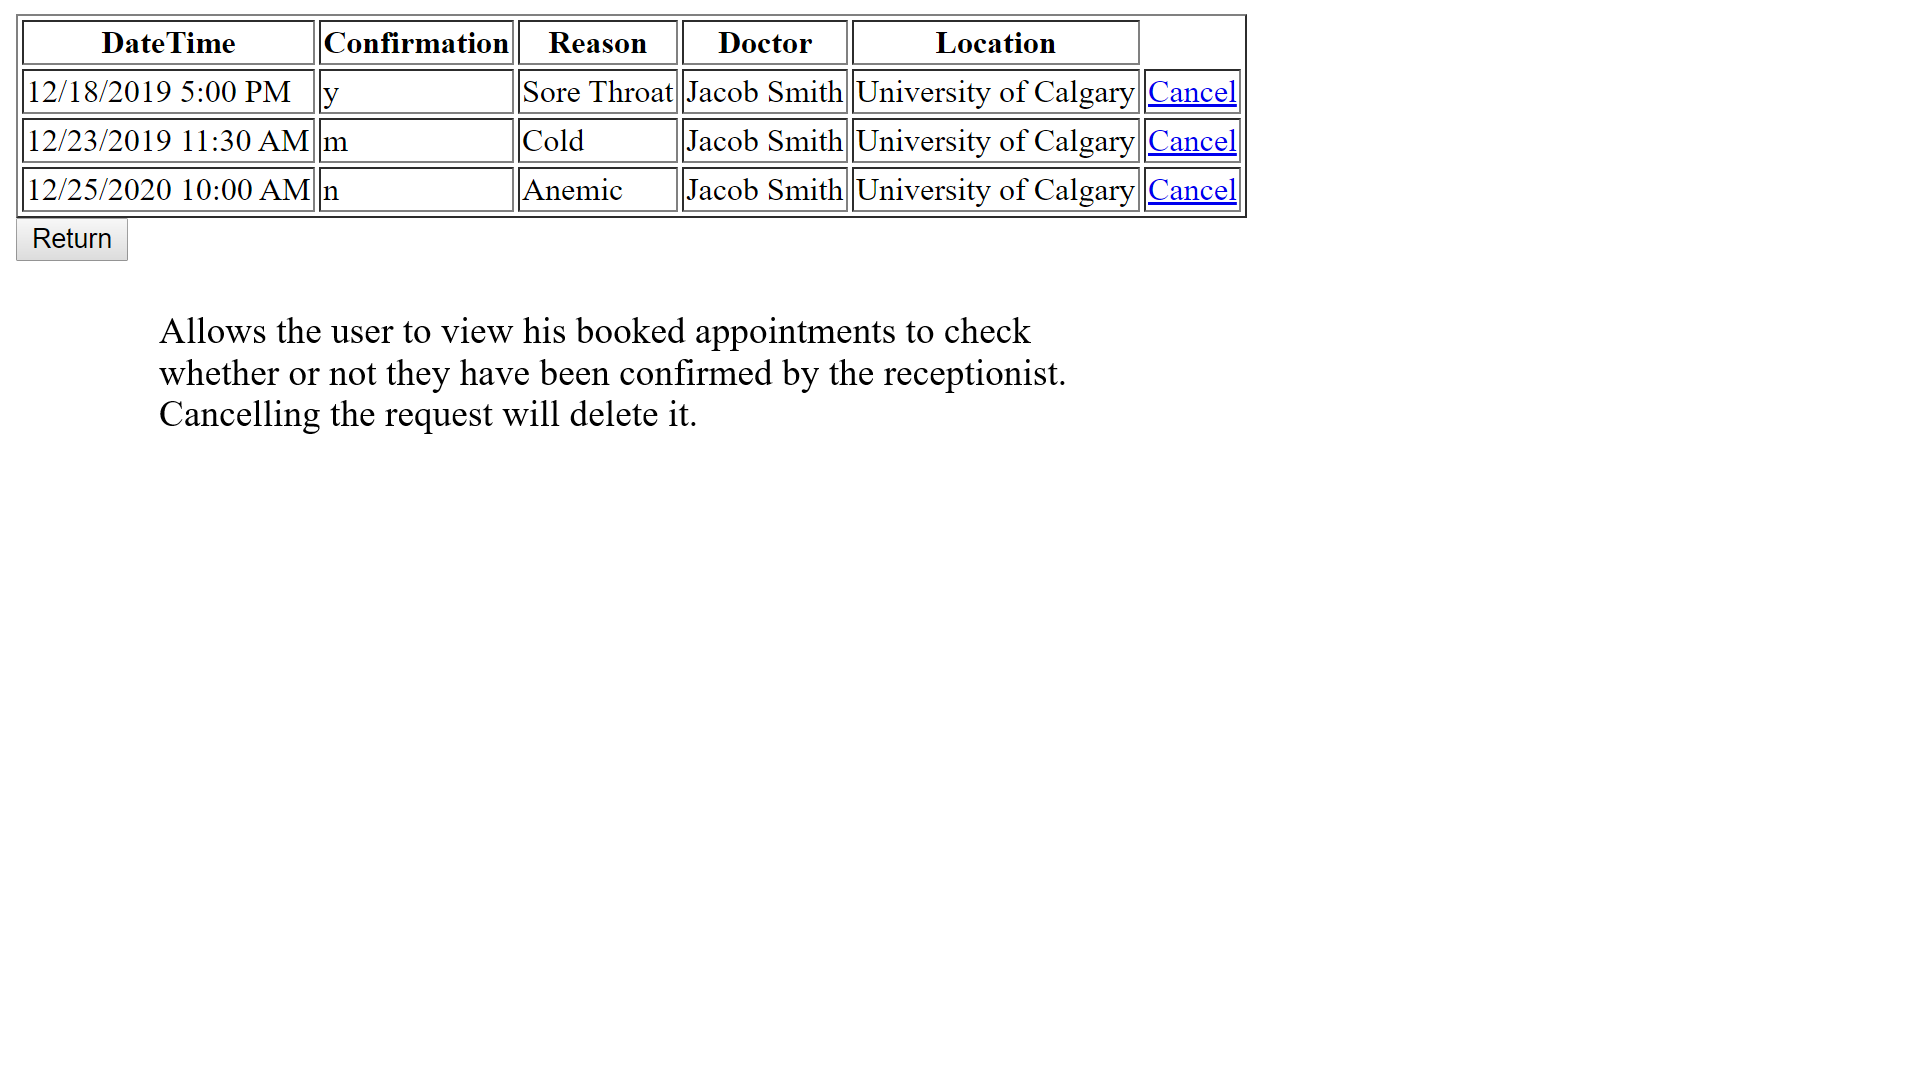 DateTime Confirmation Reason Doctor Location
12/18/2019 5:00 PM y Sore Throat Jacob Smith University of Calgary Cancel
12/23/2019 11:30 AM m Cold Jacob Smith University of Calgary Cancel
12/25/2020 10:00 AM n Anemic Jacob Smith University of Calgary Cancel
Return
Allows the user to view his booked appointments to check
whether or not they have been confirmed by the receptionist.
Cancelling the request will delete it.